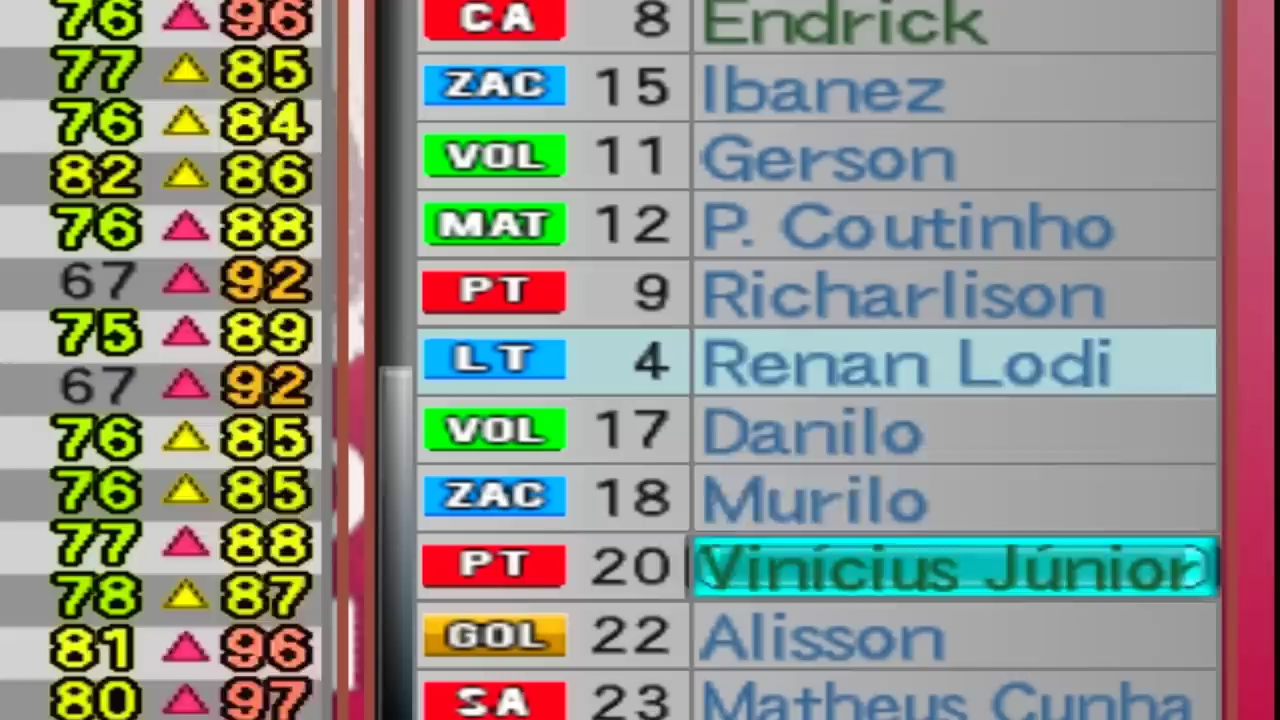 76 96
77 85
76 84
82 86
76 88
67 92
75 89
67 92
76 85
76 85
77 88
78 87
81 96
80 97
CA 8 Endrick
ZAC 15 Ibanez
VOL 11 Gerson
MAT 12 P. Coutinho
PT 9 Richarlison
LT 4 Renan Lodi
VOL 17 Danilo
ZAC 18 Murilo
PT 20 Vinícius Júnior
GOL 22 Alisson
SA 23 Matheus Cunha